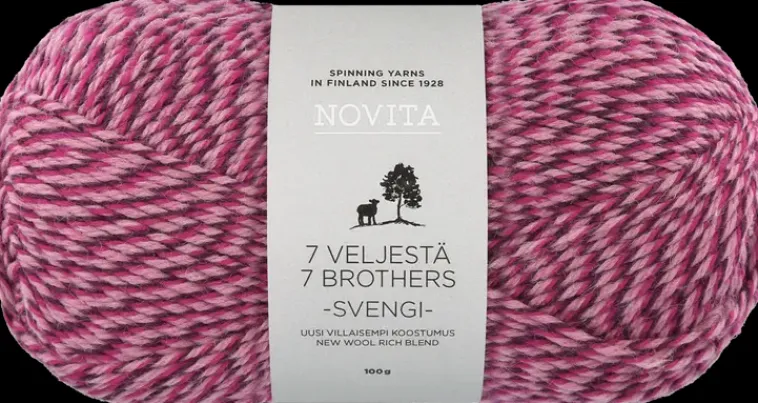 SPINNING YARNS
IN FINLAND SINCE 1928
NOVITA
7 VELJESTÄ
7 BROTHERS
-SVENGI-
UUSI VILLAISEMPI KOOSTUMUS
NEW WOOL RICH BLEND
100g